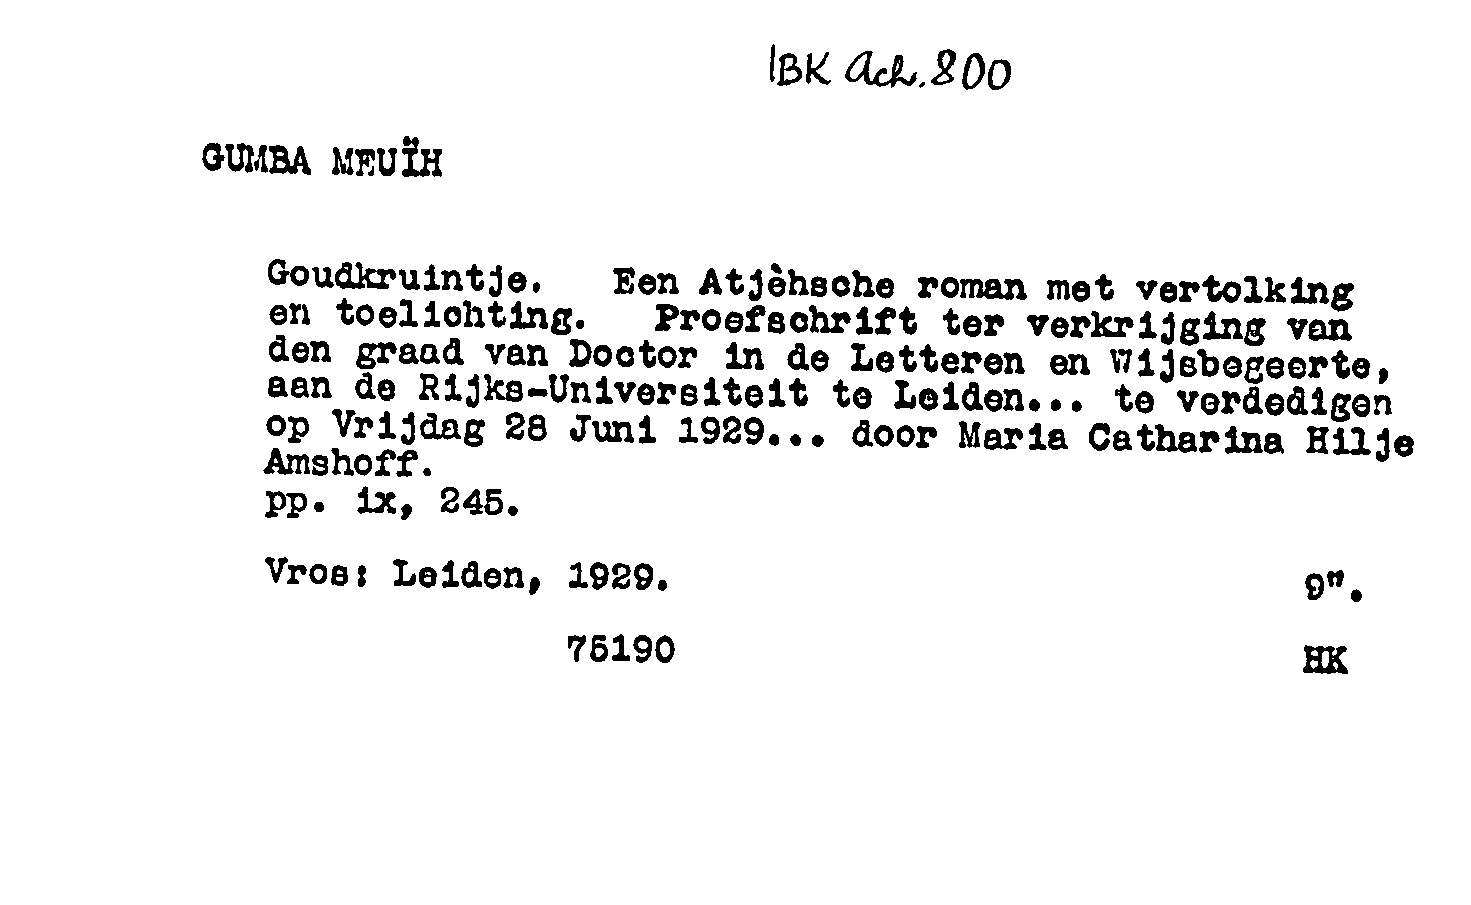 IBK Ach. 800
GUMBA MEUÏH
Goudkruintje. Een Atjèhsche roman met vertolking
en toelichting. Proefschrift ter verkrijging van
den graad van Doctor in de Letteren en Wijsbegeerte,
aan de Rijks-Universiteit te Leiden... te verdedigen
op Vrijdag 28 Juni 1929... door Maria Catharina Hilje
Amshoff.
pp. ix, 245.
Vros: Leiden, 1929. 9".
75190 HK